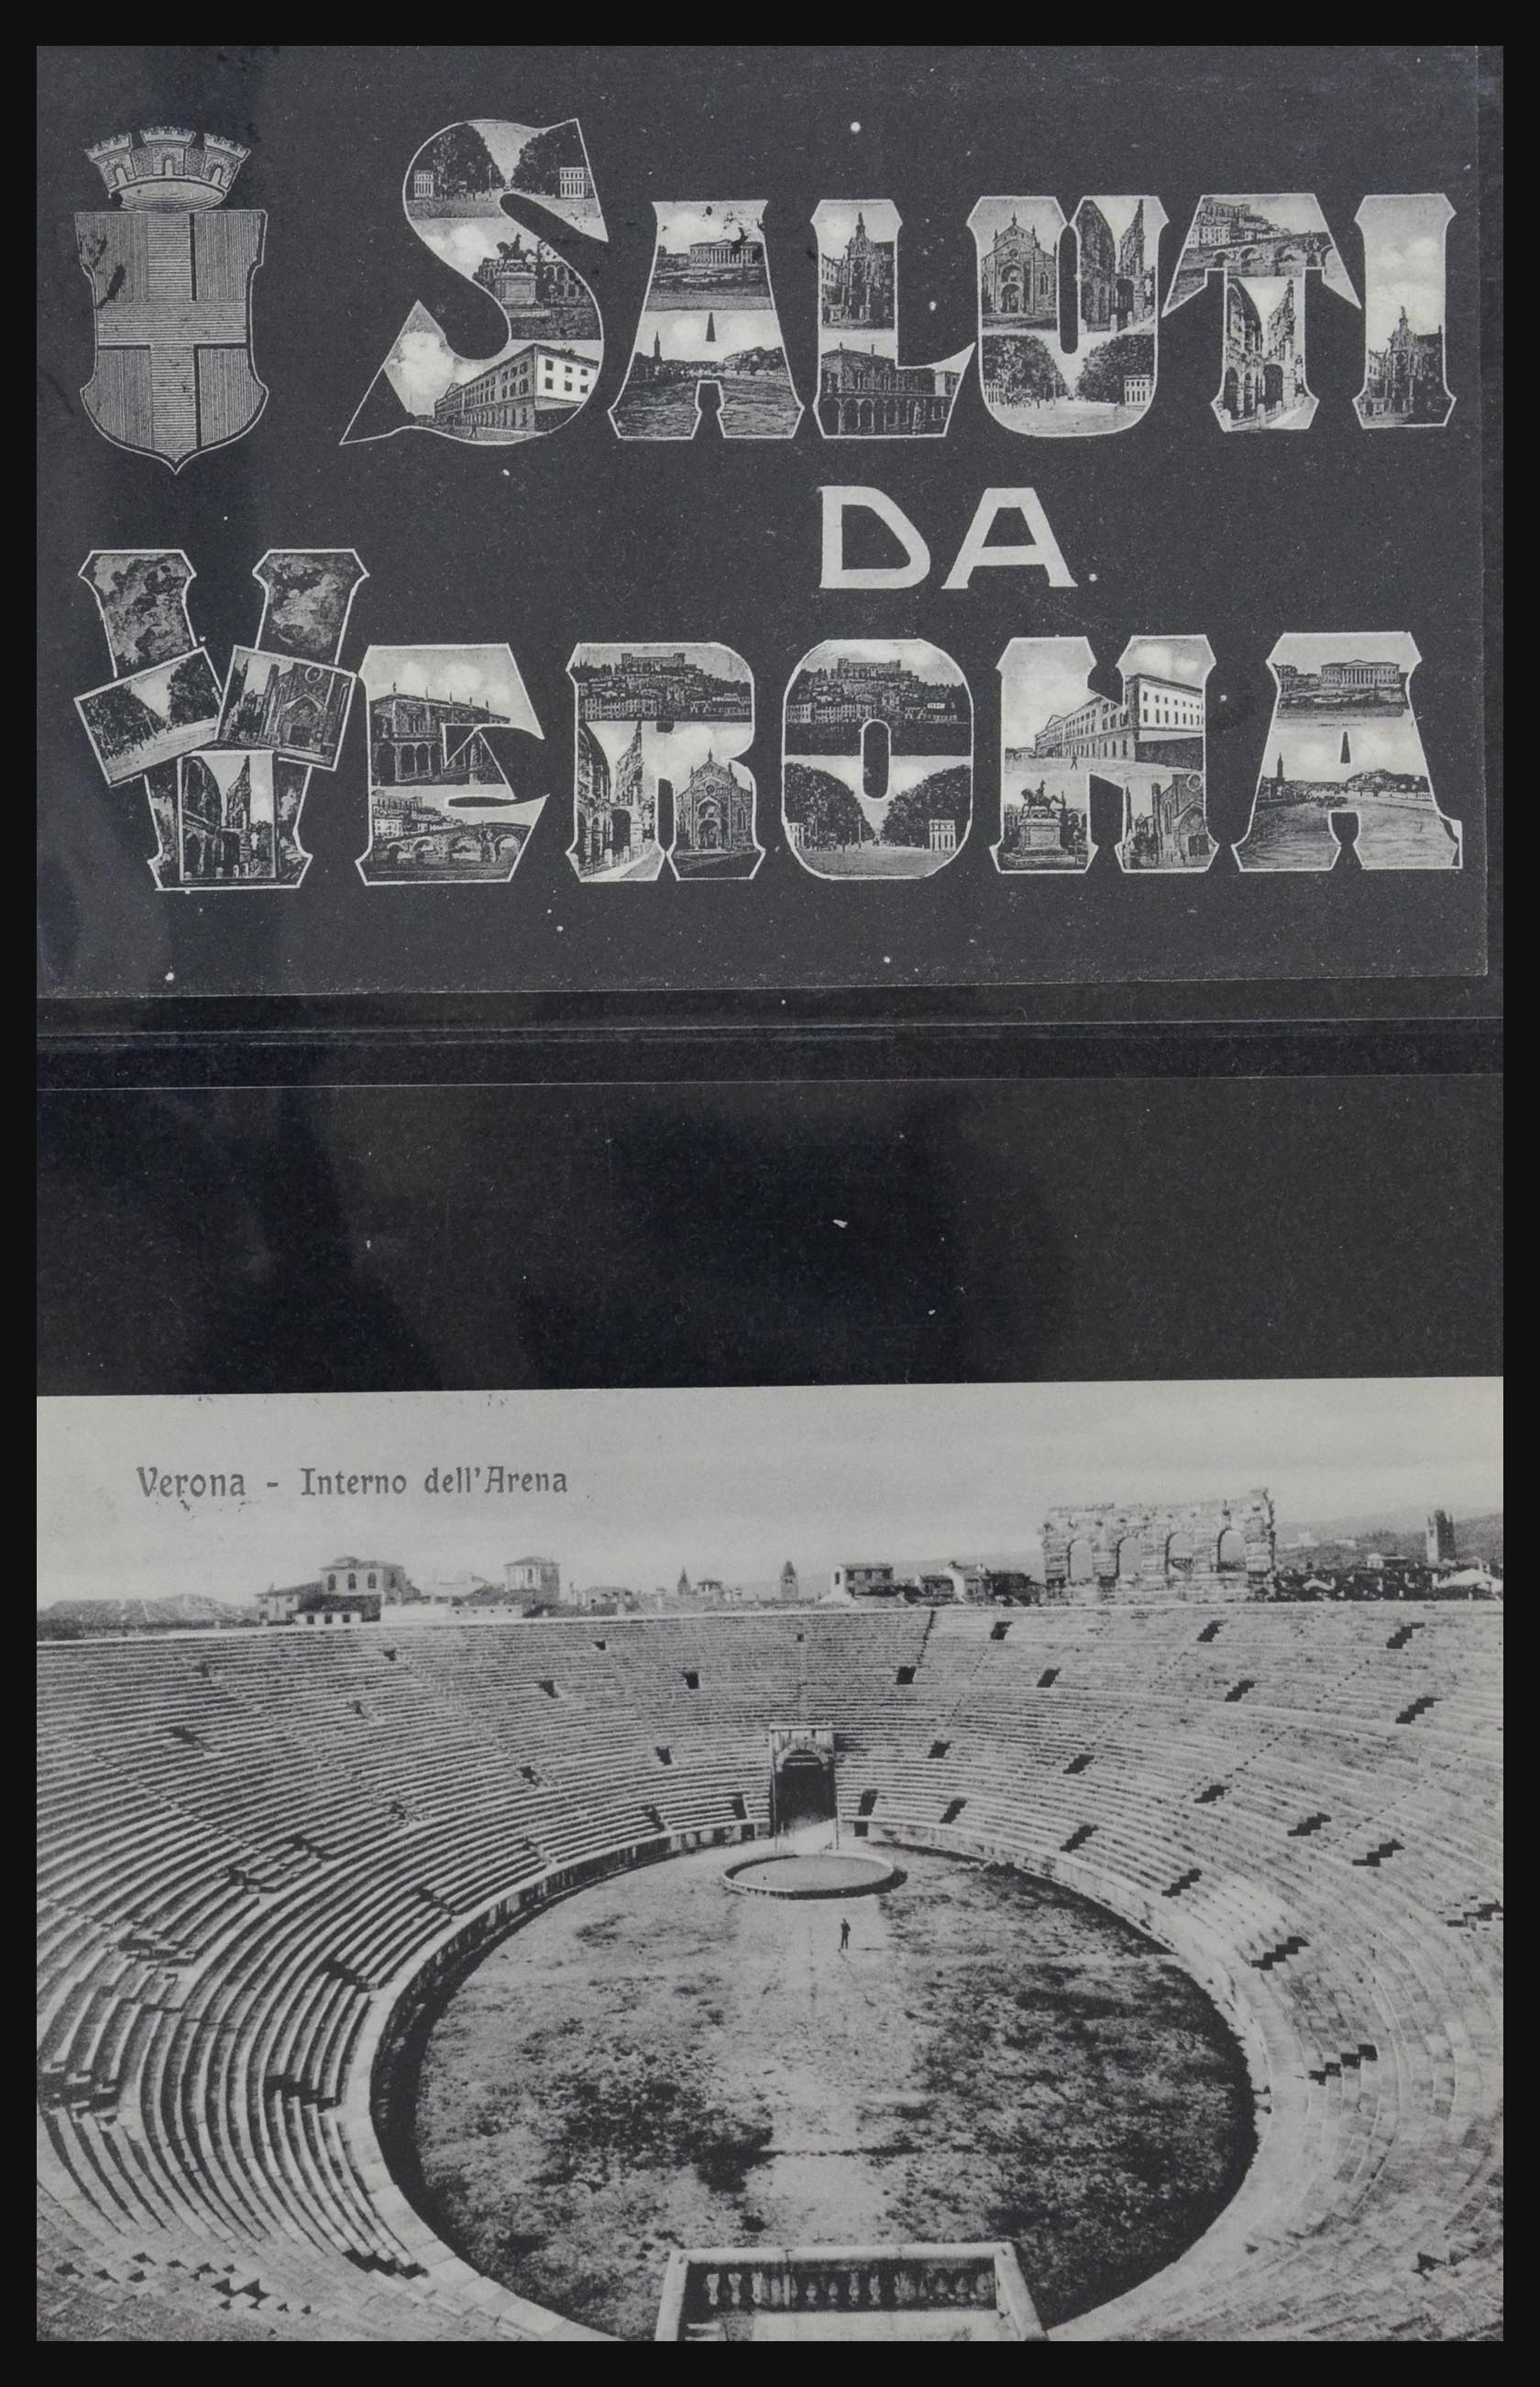 SALUTI
DA
VERONA
Verona - Interno dell'Arena